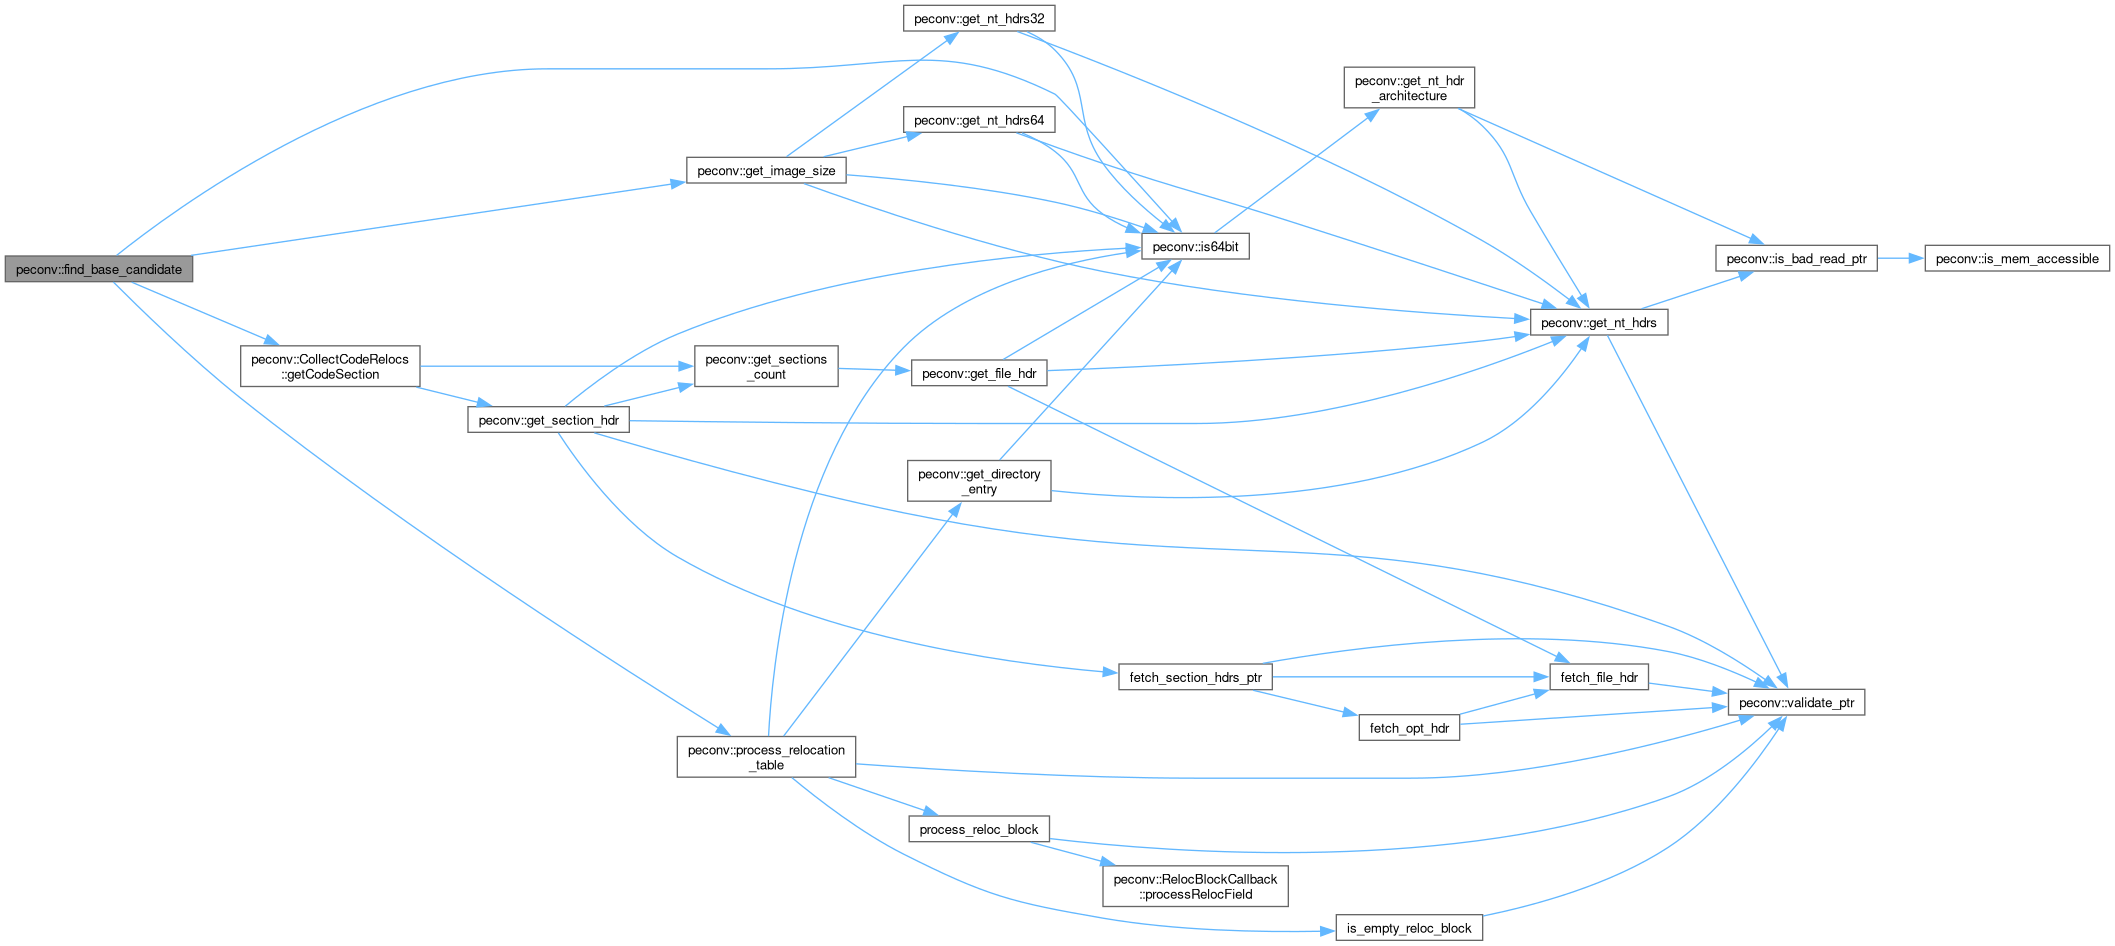 peconv::get_nt_hdrs32
peconv::get_nt_hdr
_architecture
peconv::get_nt_hdrs64
peconv::get_image_size
peconv::is64bit
peconv::is_bad_read_ptr
peconv::is_mem_accessible
peconv::find_base_candidate
peconv::get_nt_hdrs
peconv::CollectCodeRelocs
::getCodeSection
peconv::get_sections
_count
peconv::get_file_hdr
peconv::get_section_hdr
peconv::get_directory
_entry
fetch_section_hdrs_ptr
fetch_file_hdr
peconv::validate_ptr
fetch_opt_hdr
peconv::process_relocation
_table
process_reloc_block
peconv::RelocBlockCallback
::processRelocField
is_empty_reloc_block